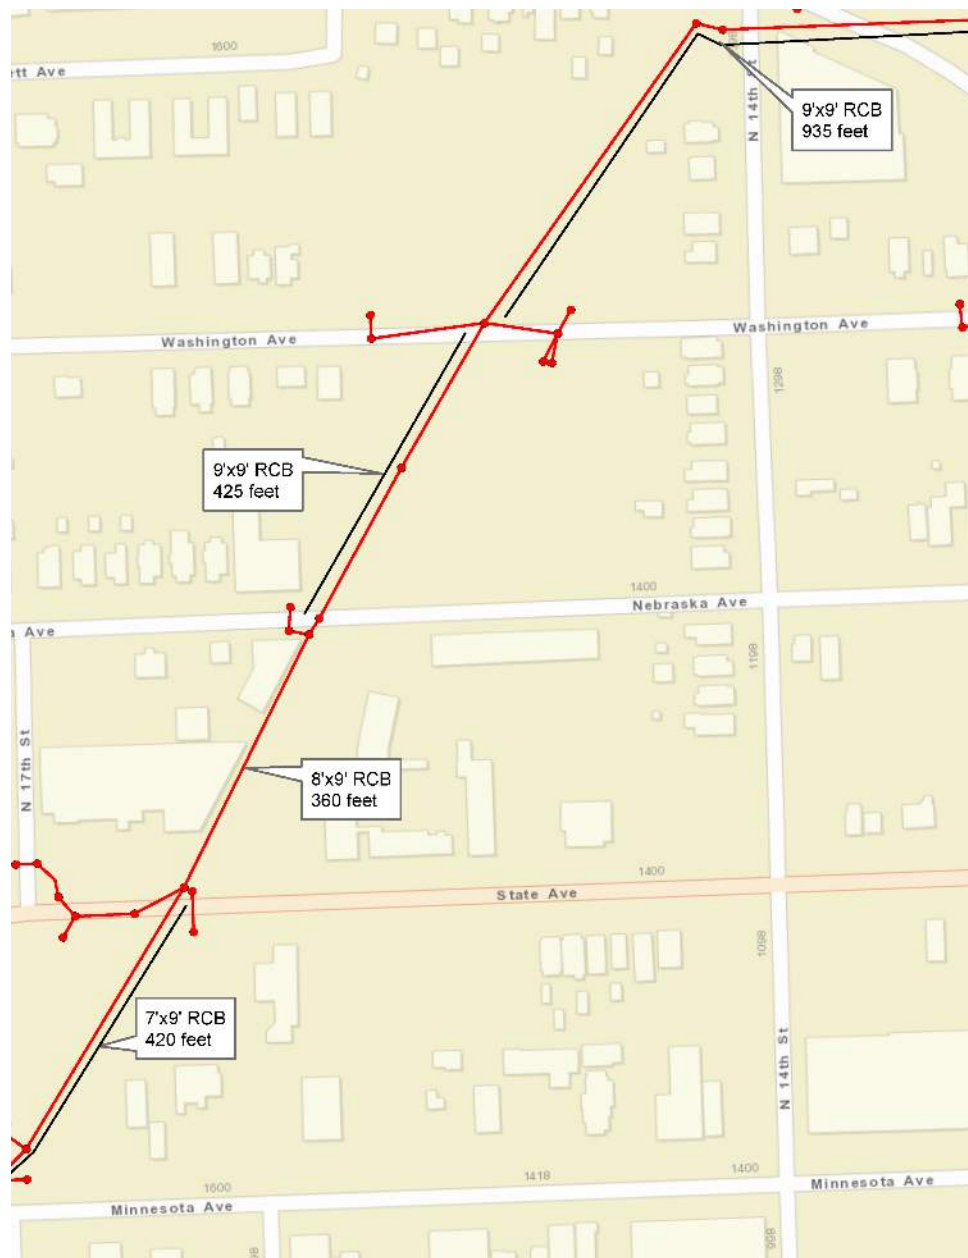 1600
tt Ave
N 14th St
9'x9' RCB
935 feet
Washington Ave
Washington Ave
1298
9'x9' RCB
425 feet
1400
Nebraska Ave
Ave
1198
N 17th St
8'x9' RCB
360 feet
1400
State Ave
1098
7'x9' RCB
420 feet
N 14th St
1400
1418
1600
Minnesota Ave
Minnesota Ave
998